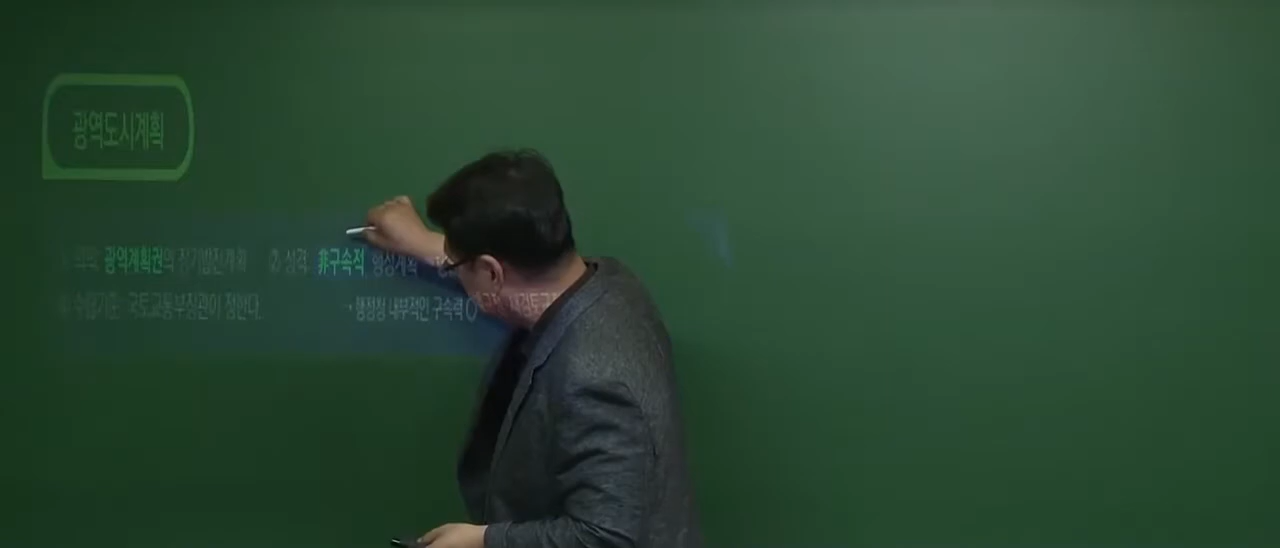 광역도시계획
의의 광역계획권의 장기발전계획 ② 성격 非구속적 행정계획
수립기준: 국토교통부장관이 정한다. → 행정청 내부적인 구속력 ○